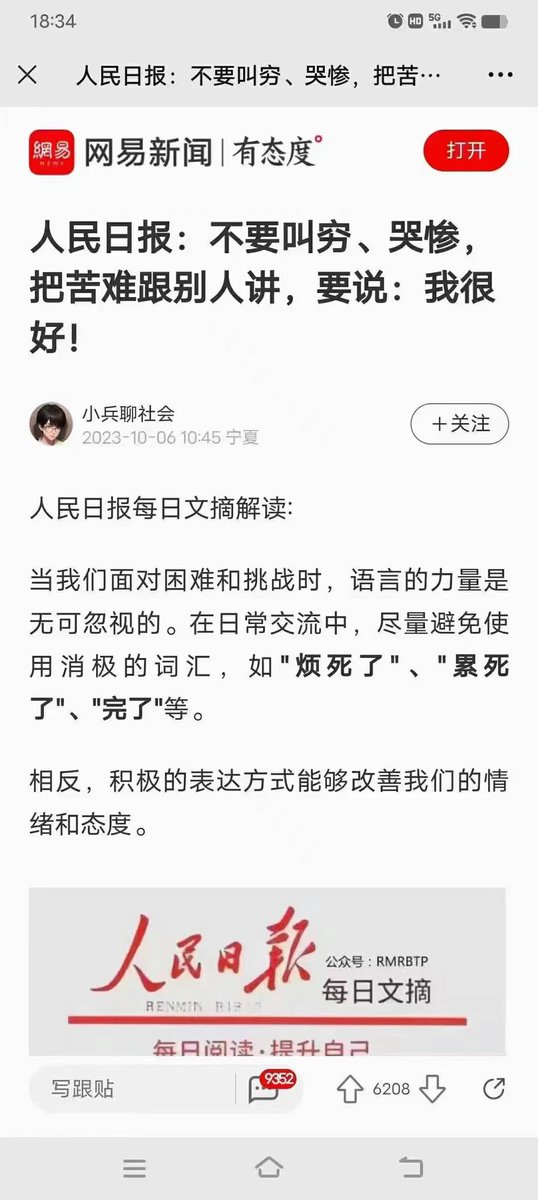 18:34
HD 5G
人民日报：不要叫穷、哭惨，把苦…
網易 网易新闻 | 有态度°
NEWS
打开
人民日报：不要叫穷、哭惨，
把苦难跟别人讲，要说：我很
好！
小兵聊社会
2023-10-06 10:45 宁夏
＋关注
人民日报每日文摘解读:
当我们面对困难和挑战时，语言的力量是
无可忽视的。在日常交流中，尽量避免使
用消极的词汇，如"烦死了"、"累死
了"、"完了"等。
相反，积极的表达方式能够改善我们的情
绪和态度。
人民日报 公众号：RMRBTP
RENMIN RIBAO 每日文摘
每日阅读·提升自己
写跟贴 9352 6208